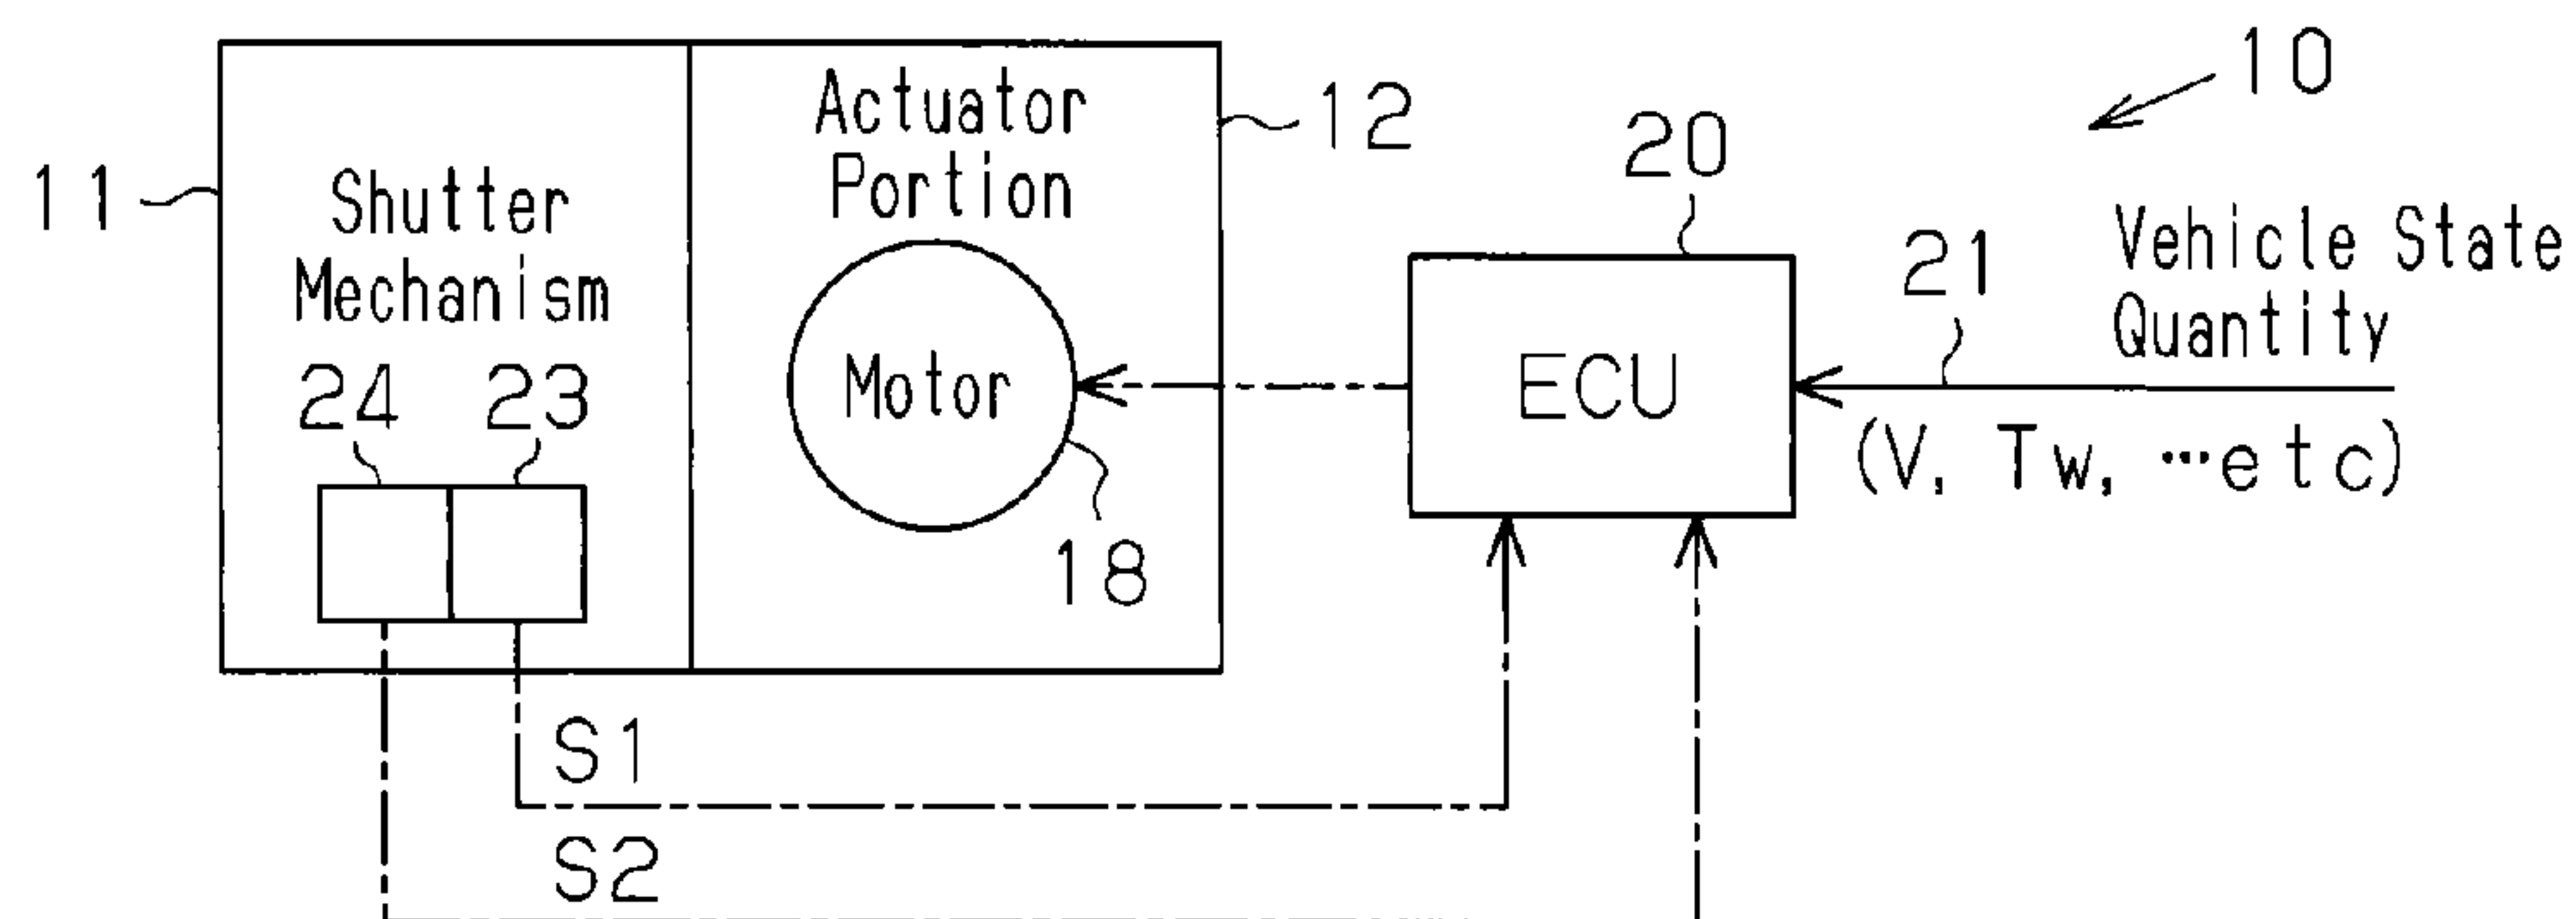 10
Actuator
Portion
12
20
11
Shutter
Mechanism
21
Vehicle State
Quantity
24
23
Motor
ECU
(V, Tw, …etc)
18
S1
S2